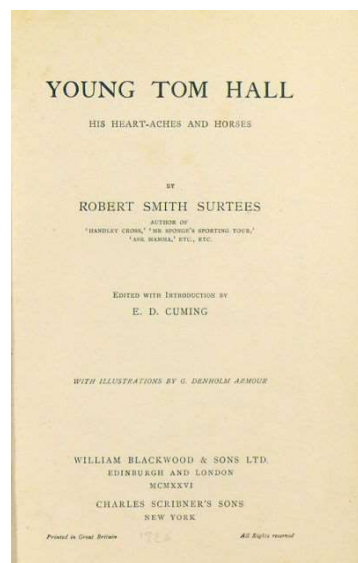 YOUNG TOM HALL
HIS HEART-ACHES AND HORSES
BY
ROBERT SMITH SURTEES
AUTHOR OF
'HANDLEY CROSS,' 'MR SPONGE'S SPORTING TOUR,'
'ASK MAMMA,' ETC., ETC.
EDITED WITH INTRODUCTION BY
E. D. CUMING
WITH ILLUSTRATIONS BY G. DENHOLM ARMOUR
WILLIAM BLACKWOOD & SONS LTD.
EDINBURGH AND LONDON
MCMXXVI
CHARLES SCRIBNER'S SONS
NEW YORK
Printed in Great Britain 1926 All Rights reserved